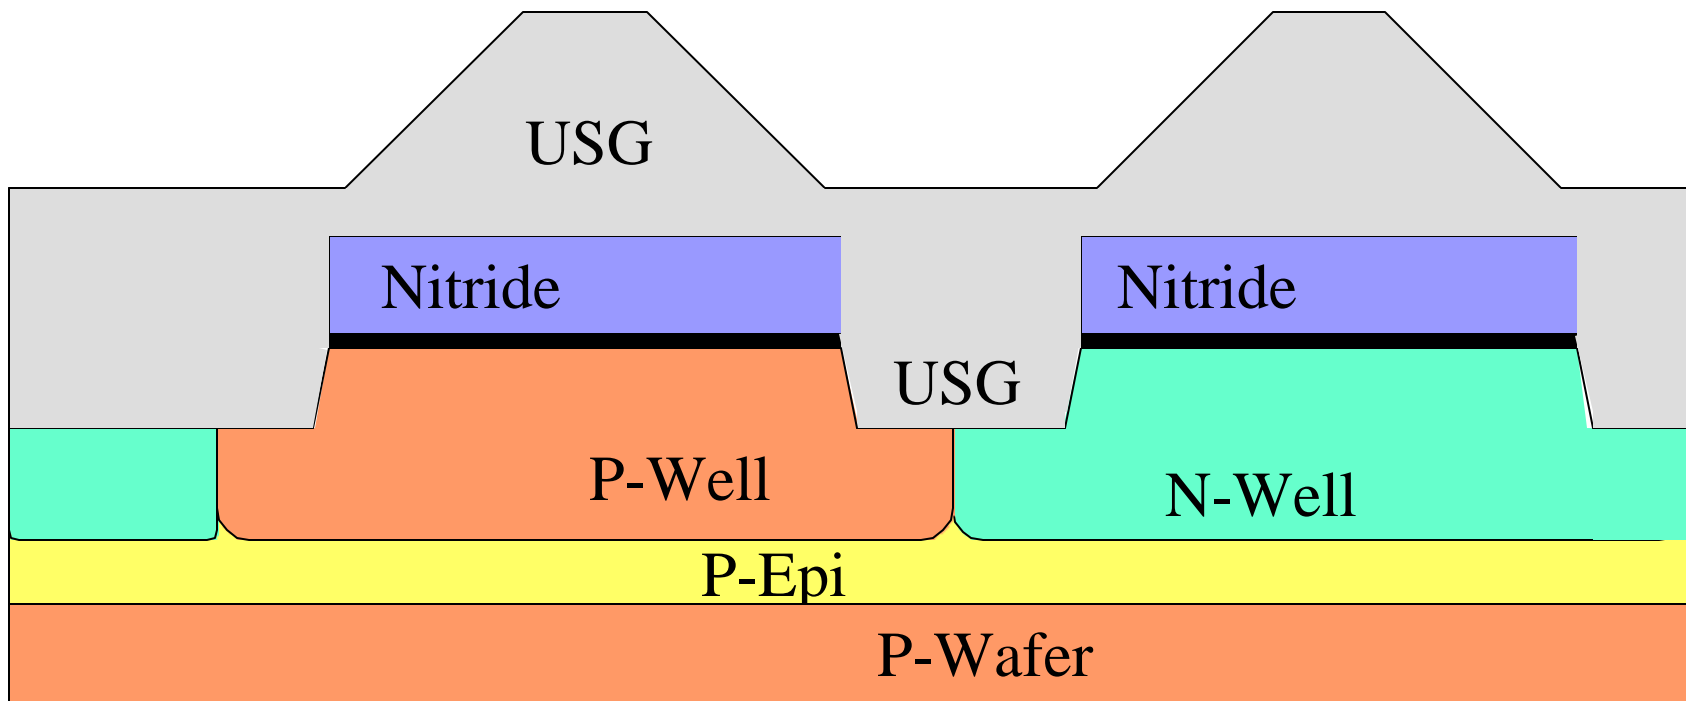 USG
Nitride
Nitride
USG
P-Well
N-Well
P-Epi
P-Wafer